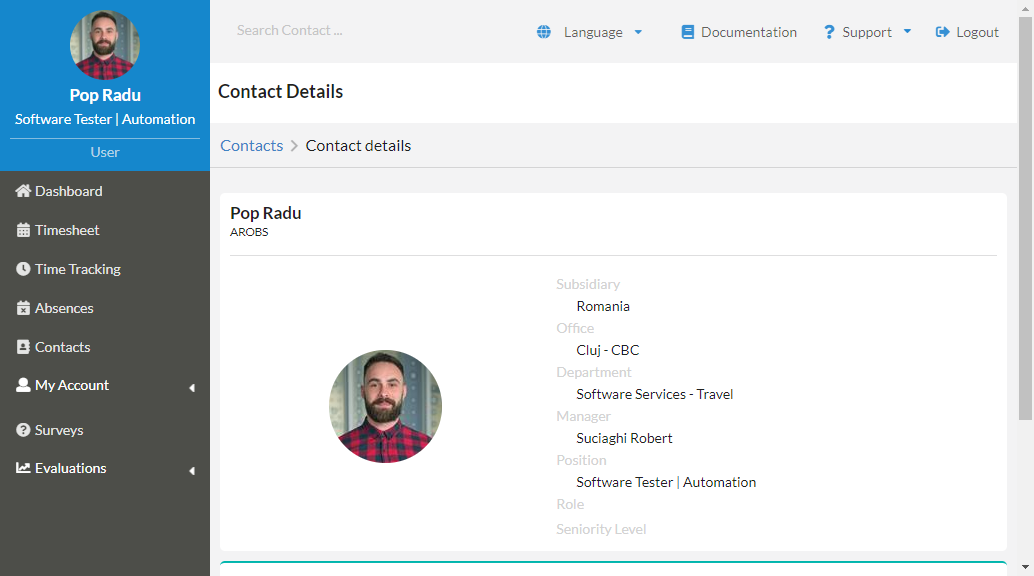 Pop Radu
Software Tester | Automation
User
Dashboard
Timesheet
Time Tracking
Absences
Contacts
My Account
Surveys
Evaluations
Search Contact ...
Language
Documentation
? Support
Logout
Contact Details
Contacts > Contact details
Pop Radu
AROBS
Subsidiary
Romania
Office
Cluj - CBC
Department
Software Services - Travel
Manager
Suciaghi Robert
Position
Software Tester | Automation
Role
Seniority Level